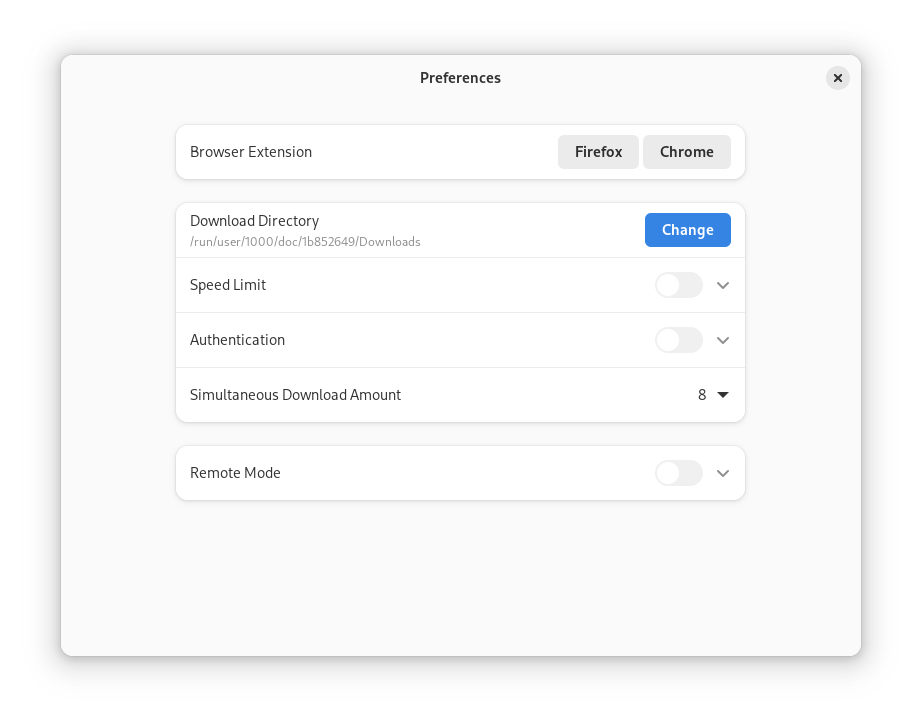 Preferences
Browser Extension Firefox Chrome
Download Directory
/run/user/1000/doc/1b852649/Downloads
Change
Speed Limit
Authentication
Simultaneous Download Amount 8
Remote Mode